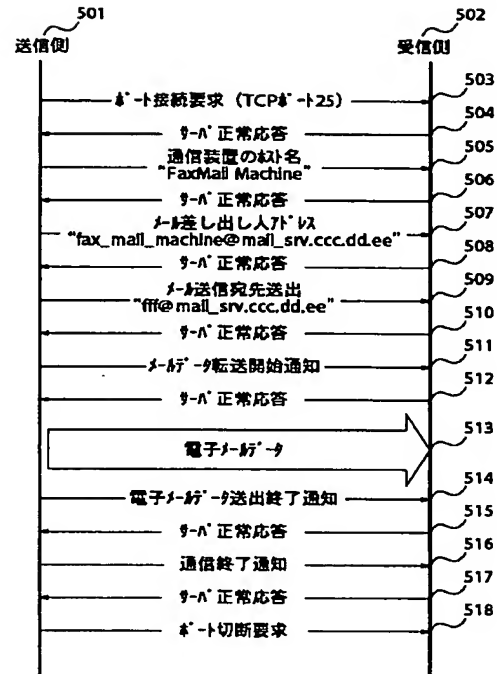 501
502
送信側
受信側
503
ﾎﾟｰﾄ接続要求 (TCPﾎﾟｰﾄ25)
504
ｻｰﾊﾞ正常応答
505
通信装置のﾎｽﾄ名
"FaxMail Machine"
506
ｻｰﾊﾞ正常応答
507
ﾒｰﾙ差し出し人ｱﾄﾞﾚｽ
"fax_mail_machine@mail_srv.ccc.dd.ee"
508
ｻｰﾊﾞ正常応答
509
ﾒｰﾙ送信宛先送出
"fff@mail_srv.ccc.dd.ee"
510
ｻｰﾊﾞ正常応答
511
ﾒｰﾙﾃﾞｰﾀ転送開始通知
512
ｻｰﾊﾞ正常応答
513
電子ﾒｰﾙﾃﾞｰﾀ
514
電子ﾒｰﾙﾃﾞｰﾀ送出終了通知
515
ｻｰﾊﾞ正常応答
516
通信終了通知
517
ｻｰﾊﾞ正常応答
518
ﾎﾟｰﾄ切断要求